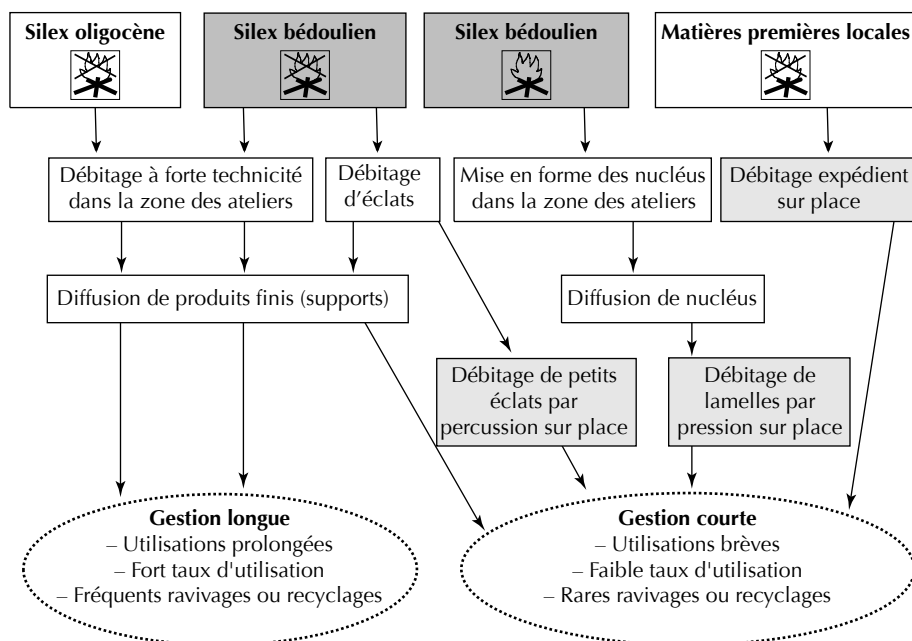 Silex oligocène
Silex bédoulien
Silex bédoulien
Matières premières locales
Débitage à forte technicité
dans la zone des ateliers
Débitage
d’éclats
Mise en forme des nucléus
dans la zone des ateliers
Débitage expédient
sur place
Diffusion de produits finis (supports)
Diffusion de nucléus
Débitage de petits
éclats par
percussion sur place
Débitage de
lamelles par
pression sur place
Gestion longue
– Utilisations prolongées
– Fort taux d'utilisation
– Fréquents ravivages ou recyclages
Gestion courte
– Utilisations brèves
– Faible taux d'utilisation
– Rares ravivages ou recyclages